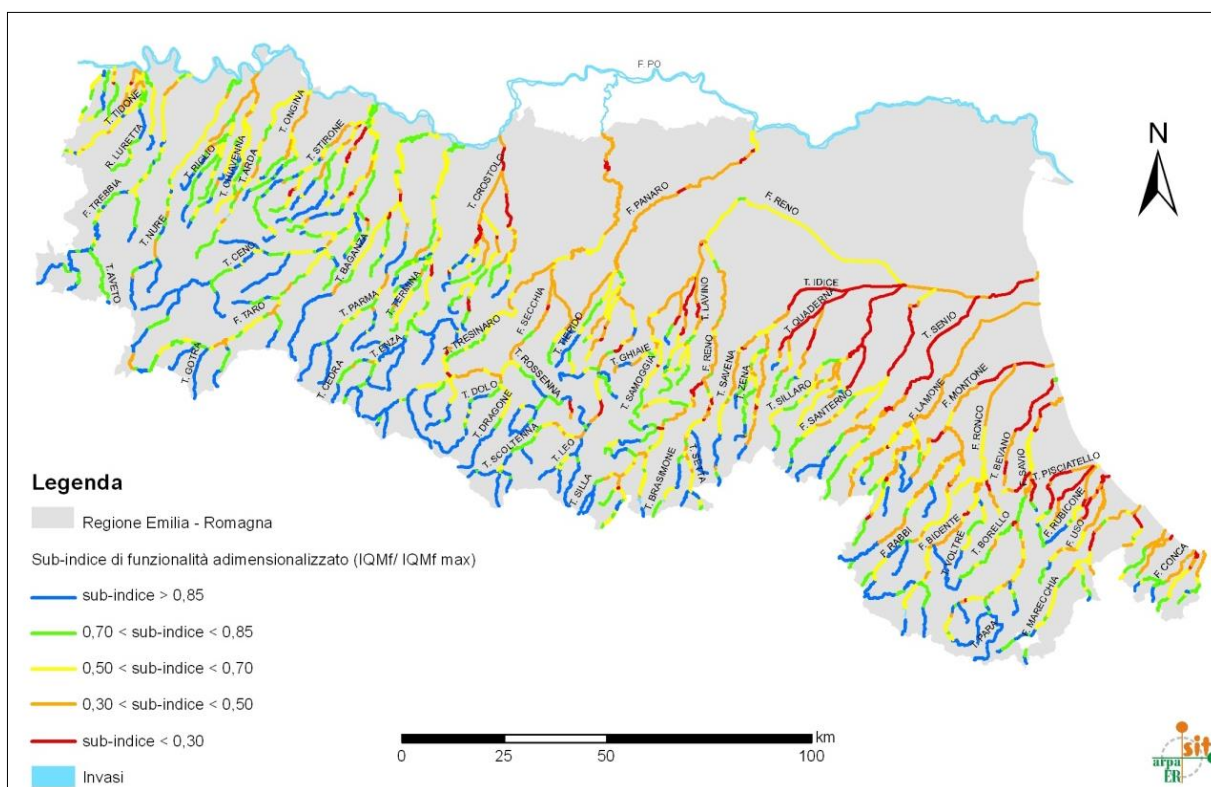 F. PO
N
T. TIDONE
R. LURETTA
F. TREBBIA
T. NURE
T. AVETO
T. RIGLIO
T. CHIAVENNA
T. ARDA
T. ONGINA
T. STIRONE
T. CENO
F. TARO
T. GOTRA
T. BAGANZA
T. PARMA
T. TERMINA
T. ENZA
T. CEDRA
T. CROSTOLO
T. TRESINARO
F. SECCHIA
F. PANARO
T. TIEPIDO
T. ROSSENNA
T. DOLO
T. DRAGONE
T. SCOLTENNA
T. LEO
T. SILLA
T. GHIAIE
T. SAMOGGIA
T. LAVINO
F. RENO
F. RENO
T. BRASIMONE
T. SETTA
T. SAVENA
T. ZENA
T. IDICE
T. QUADERNA
T. SILLARO
F. SANTERNO
T. SENIO
F. LAMONE
F. MONTONE
F. RONCO
T. BEVANO
F. SAVIO
T. PISCIATELLO
F. RUBICONE
F. USO
F. RABBI
F. BIDENTE
T. VOLTRE
T. BORELLO
F. MARECCHIA
T. PARA
F. CONCA
Legenda
Regione Emilia - Romagna
Sub-indice di funzionalità adimensionalizzato (IQMf/ IQMf max)
sub-indice > 0,85
0,70 < sub-indice < 0,85
0,50 < sub-indice < 0,70
0,30 < sub-indice < 0,50
sub-indice < 0,30
Invasi
km
0 25 50 100
sit
arpa
ER